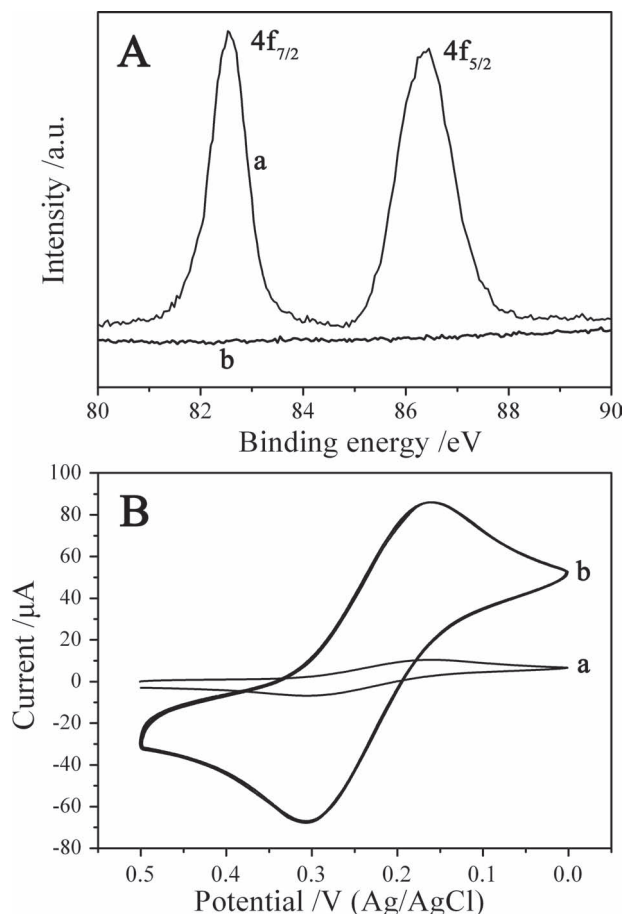 A
4f7/2
4f5/2
a
b
Intensity /a.u.
80 82 84 86 88 90
Binding energy /eV
B
100
80
60
40
20
0
-20
-40
-60
-80
b
a
Current /μA
0.5 0.4 0.3 0.2 0.1 0.0
Potential /V (Ag/AgCl)